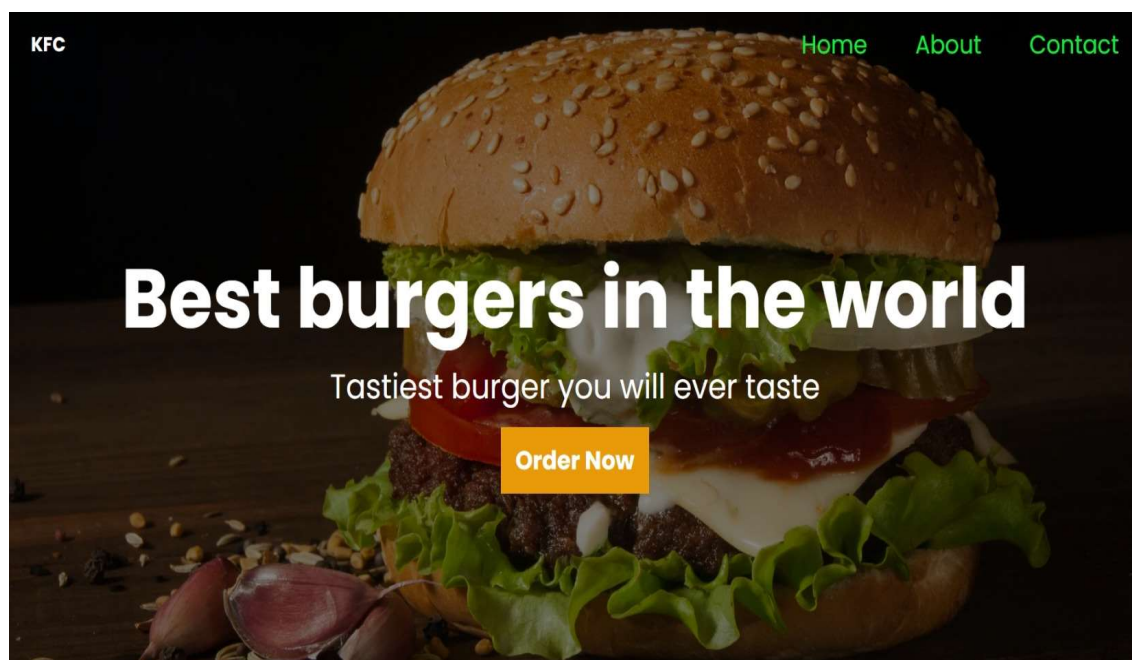 KFC Home About Contact
Best burgers in the world
Tastiest burger you will ever taste
Order Now